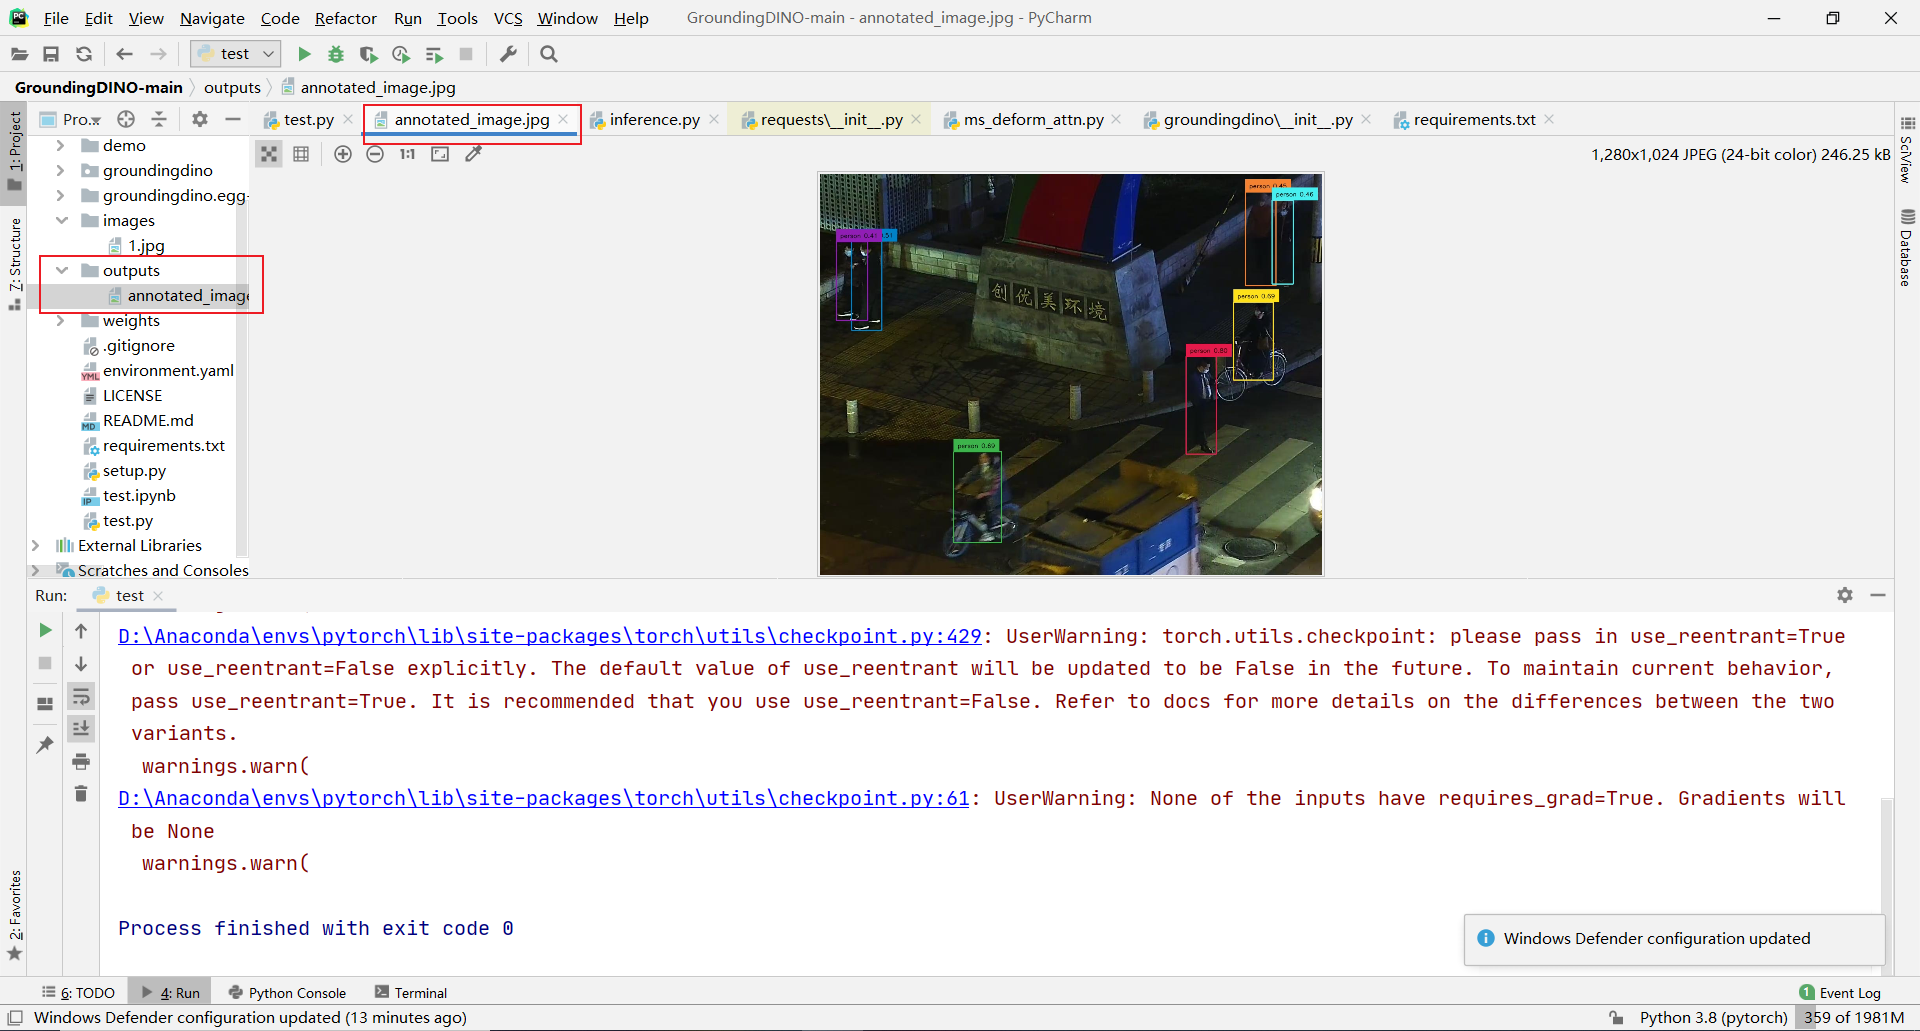 File Edit View Navigate Code Refactor Run Tools VCS Window Help GroundingDINO-main - annotated_image.jpg - PyCharm
test
GroundingDINO-main outputs annotated_image.jpg
1: Project
7: Structure
2: Favorites
Pro... test.py annotated_image.jpg inference.py requests\__init__.py ms_deform_attn.py groundingdino\__init__.py requirements.txt
1:1 1,280x1,024 JPEG (24-bit color) 246.25 kB
SciView
Database
demo
groundingdino
groundingdino.egg-
images
1.jpg
outputs
annotated_image
weights
.gitignore
environment.yaml
LICENSE
README.md
requirements.txt
setup.py
test.ipynb
test.py
External Libraries
Scratches and Consoles
person 0.45
person 0.46
person 0.41 0.51
创优美环境
person 0.69
person 0.80
person 0.69
Run: test
D:\Anaconda\envs\pytorch\lib\site-packages\torch\utils\checkpoint.py:429: UserWarning: torch.utils.checkpoint: please pass in use_reentrant=True
or use_reentrant=False explicitly. The default value of use_reentrant will be updated to be False in the future. To maintain current behavior,
pass use_reentrant=True. It is recommended that you use use_reentrant=False. Refer to docs for more details on the differences between the two
variants.
warnings.warn(
D:\Anaconda\envs\pytorch\lib\site-packages\torch\utils\checkpoint.py:61: UserWarning: None of the inputs have requires_grad=True. Gradients will
be None
warnings.warn(
Process finished with exit code 0
Windows Defender configuration updated
6: TODO 4: Run Python Console Terminal 1 Event Log
Windows Defender configuration updated (13 minutes ago) Python 3.8 (pytorch) 359 of 1981M